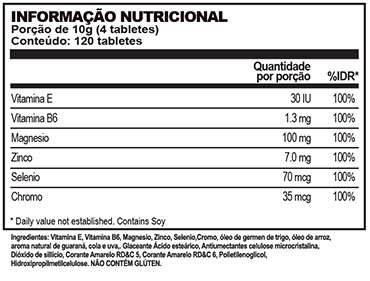 INFORMAÇÃO NUTRICIONAL
Porção de 10g (4 tabletes)
Conteúdo: 120 tabletes
Quantidade por porção %IDR*
Vitamina E 30 IU 100%
Vitamina B6 1.3 mg 100%
Magnesio 100 mg 100%
Zinco 7.0 mg 100%
Selenio 70 mcg 100%
Chromo 35 mcg 100%
* Daily value not established. Contains Soy
Ingredientes: Vitamina E, Vitamina B6, Magnesio, Zinco, Selenio,Cromo, óleo de germen de trigo, óleo de arroz,
aroma natural de guaraná, cola e uva,. Glaceante Ácido esteárico, Antiumectantes celulose microcristalina,
Dióxido de sillício, Corante Amarelo RD&C 5, Corante Amarelo RD&C 6, Polietilenoglicol,
Hidroxipropilmetilcelulose. NÃO CONTÉM GLÚTEN.